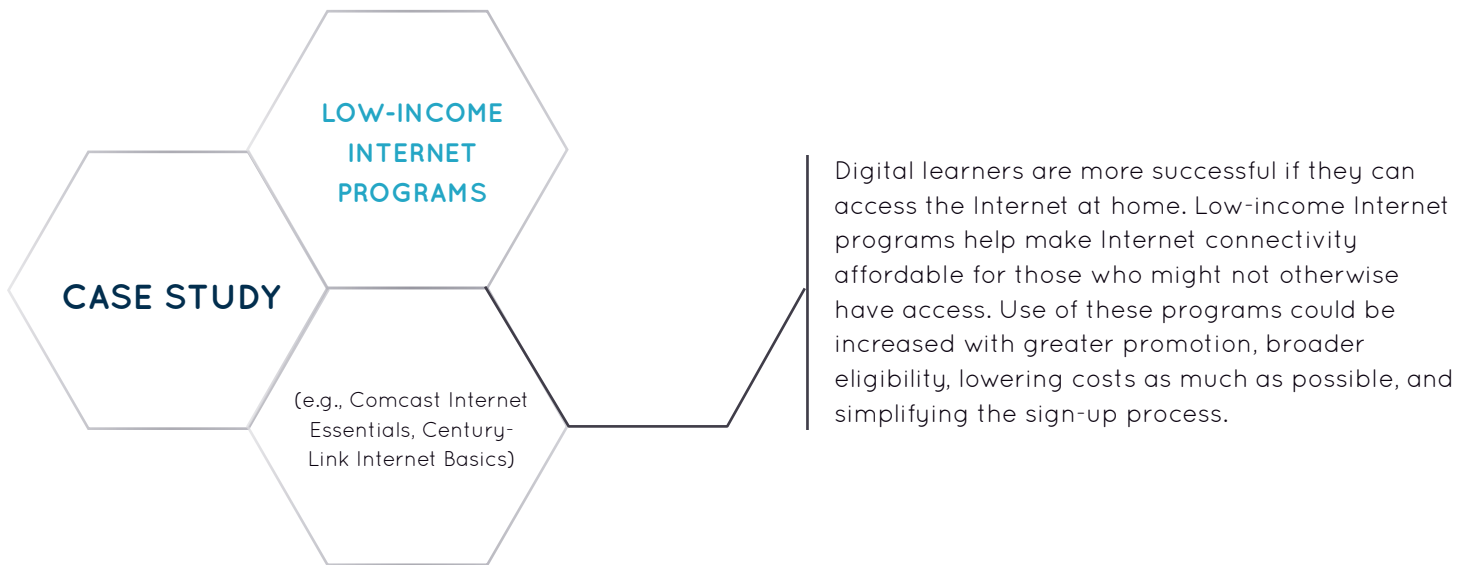 CASE STUDY
LOW-INCOME
INTERNET
PROGRAMS
(e.g., Comcast Internet
Essentials, Century-
Link Internet Basics)
Digital learners are more successful if they can
access the Internet at home. Low-income Internet
programs help make Internet connectivity
affordable for those who might not otherwise
have access. Use of these programs could be
increased with greater promotion, broader
eligibility, lowering costs as much as possible, and
simplifying the sign-up process.